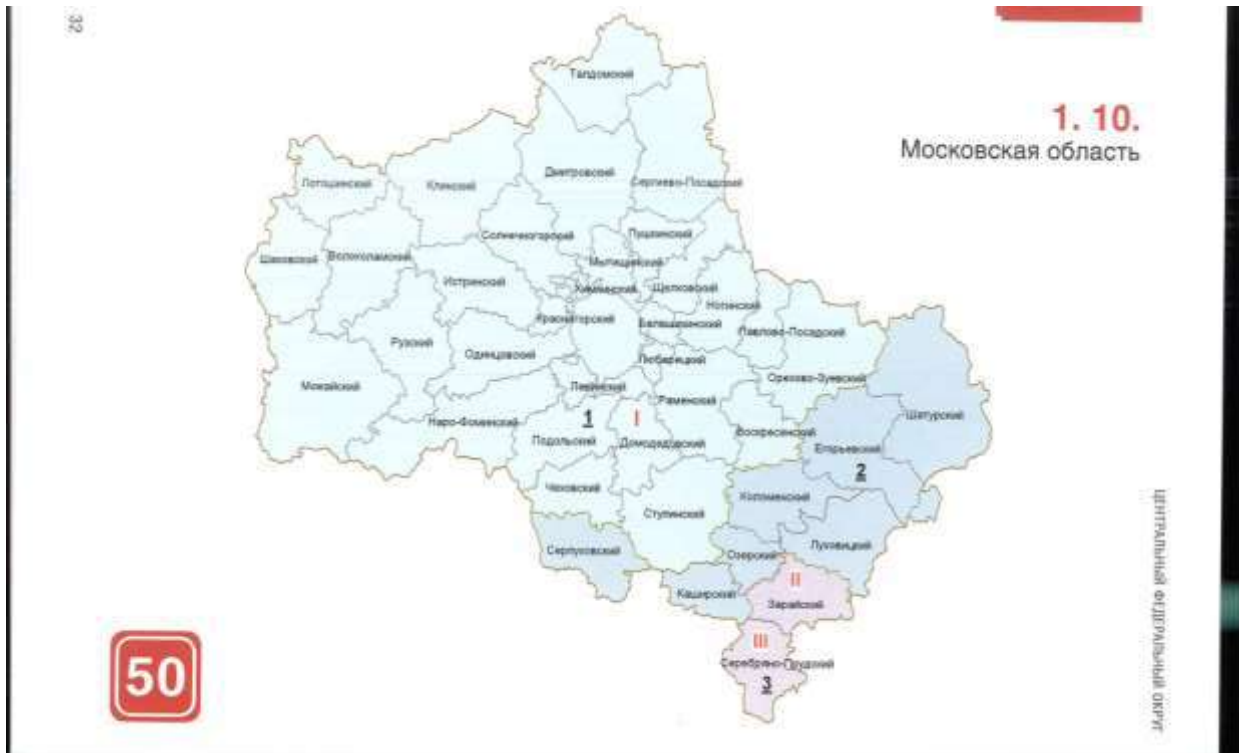 32
1. 10.
Московская область
Талдомский
Дмитровский
Сергиево-Посадский
Лотошинский
Клинский
Солнечногорский
Пушкинский
Шаховской
Волоколамский
Мытищинский
Истринский
Химкинский
Щелковский
Ногинский
Красногорский
Балашихинский
Павлово-Посадский
Рузский
Одинцовский
Люберецкий
Орехово-Зуевский
Можайский
Ленинский
Раменский
Шатурский
Наро-Фоминский
1
I
Подольский
Домодедовский
Воскресенский
Егорьевский
2
Чеховский
Коломенский
Ступинский
Серпуховский
Озерский
Луховицкий
Каширский
II
Зарайский
III
Серебряно-Прудский
3
50
ЦЕНТРАЛЬНЫЙ ФЕДЕРАЛЬНЫЙ ОКРУГ